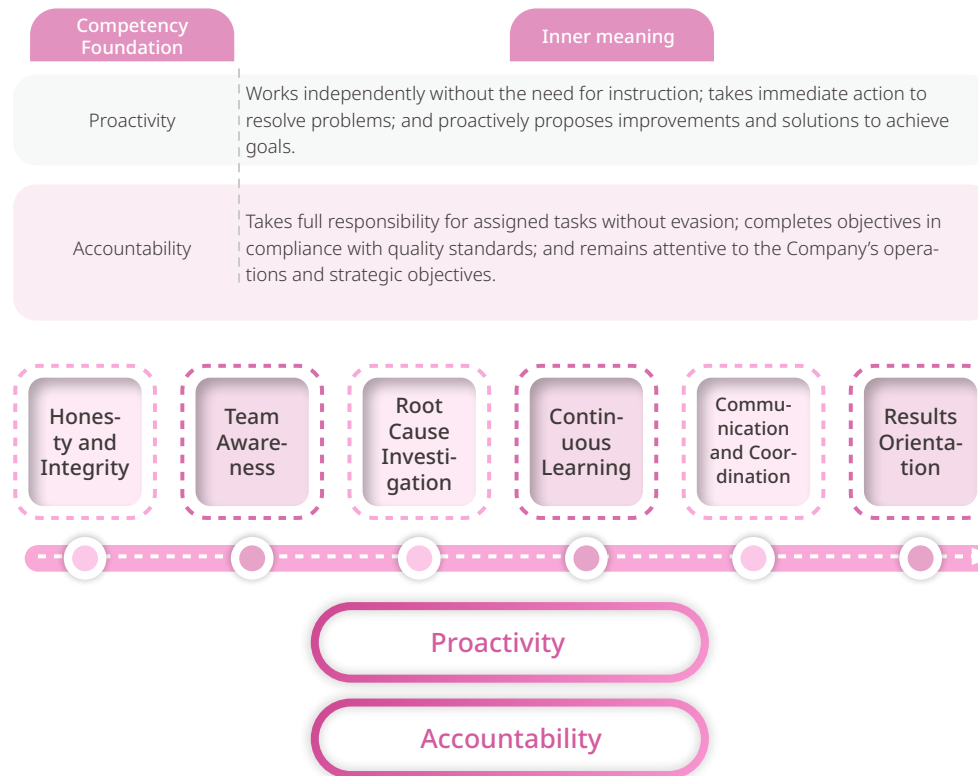 Competency
Foundation
Inner meaning
Proactivity
Works independently without the need for instruction; takes immediate action to
resolve problems; and proactively proposes improvements and solutions to achieve
goals.
Accountability
Takes full responsibility for assigned tasks without evasion; completes objectives in
compliance with quality standards; and remains attentive to the Company’s opera-
tions and strategic objectives.
Hones-
ty and
Integrity
Team
Aware-
ness
Root
Cause
Investi-
gation
Contin-
uous
Learning
Commu-
nication
and Coor-
dination
Results
Orienta-
tion
Proactivity
Accountability